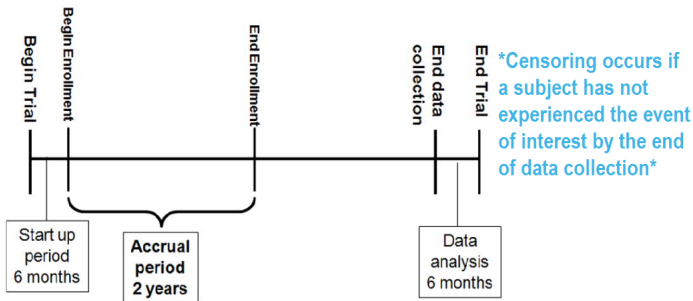 Begin Trial
Begin Enrollment
End Enrollment
End data
collection
End Trial
*Censoring occurs if
a subject has not
experienced the event
of interest by the end
of data collection*
Start up
period
6 months
Accrual
period
2 years
Data
analysis
6 months